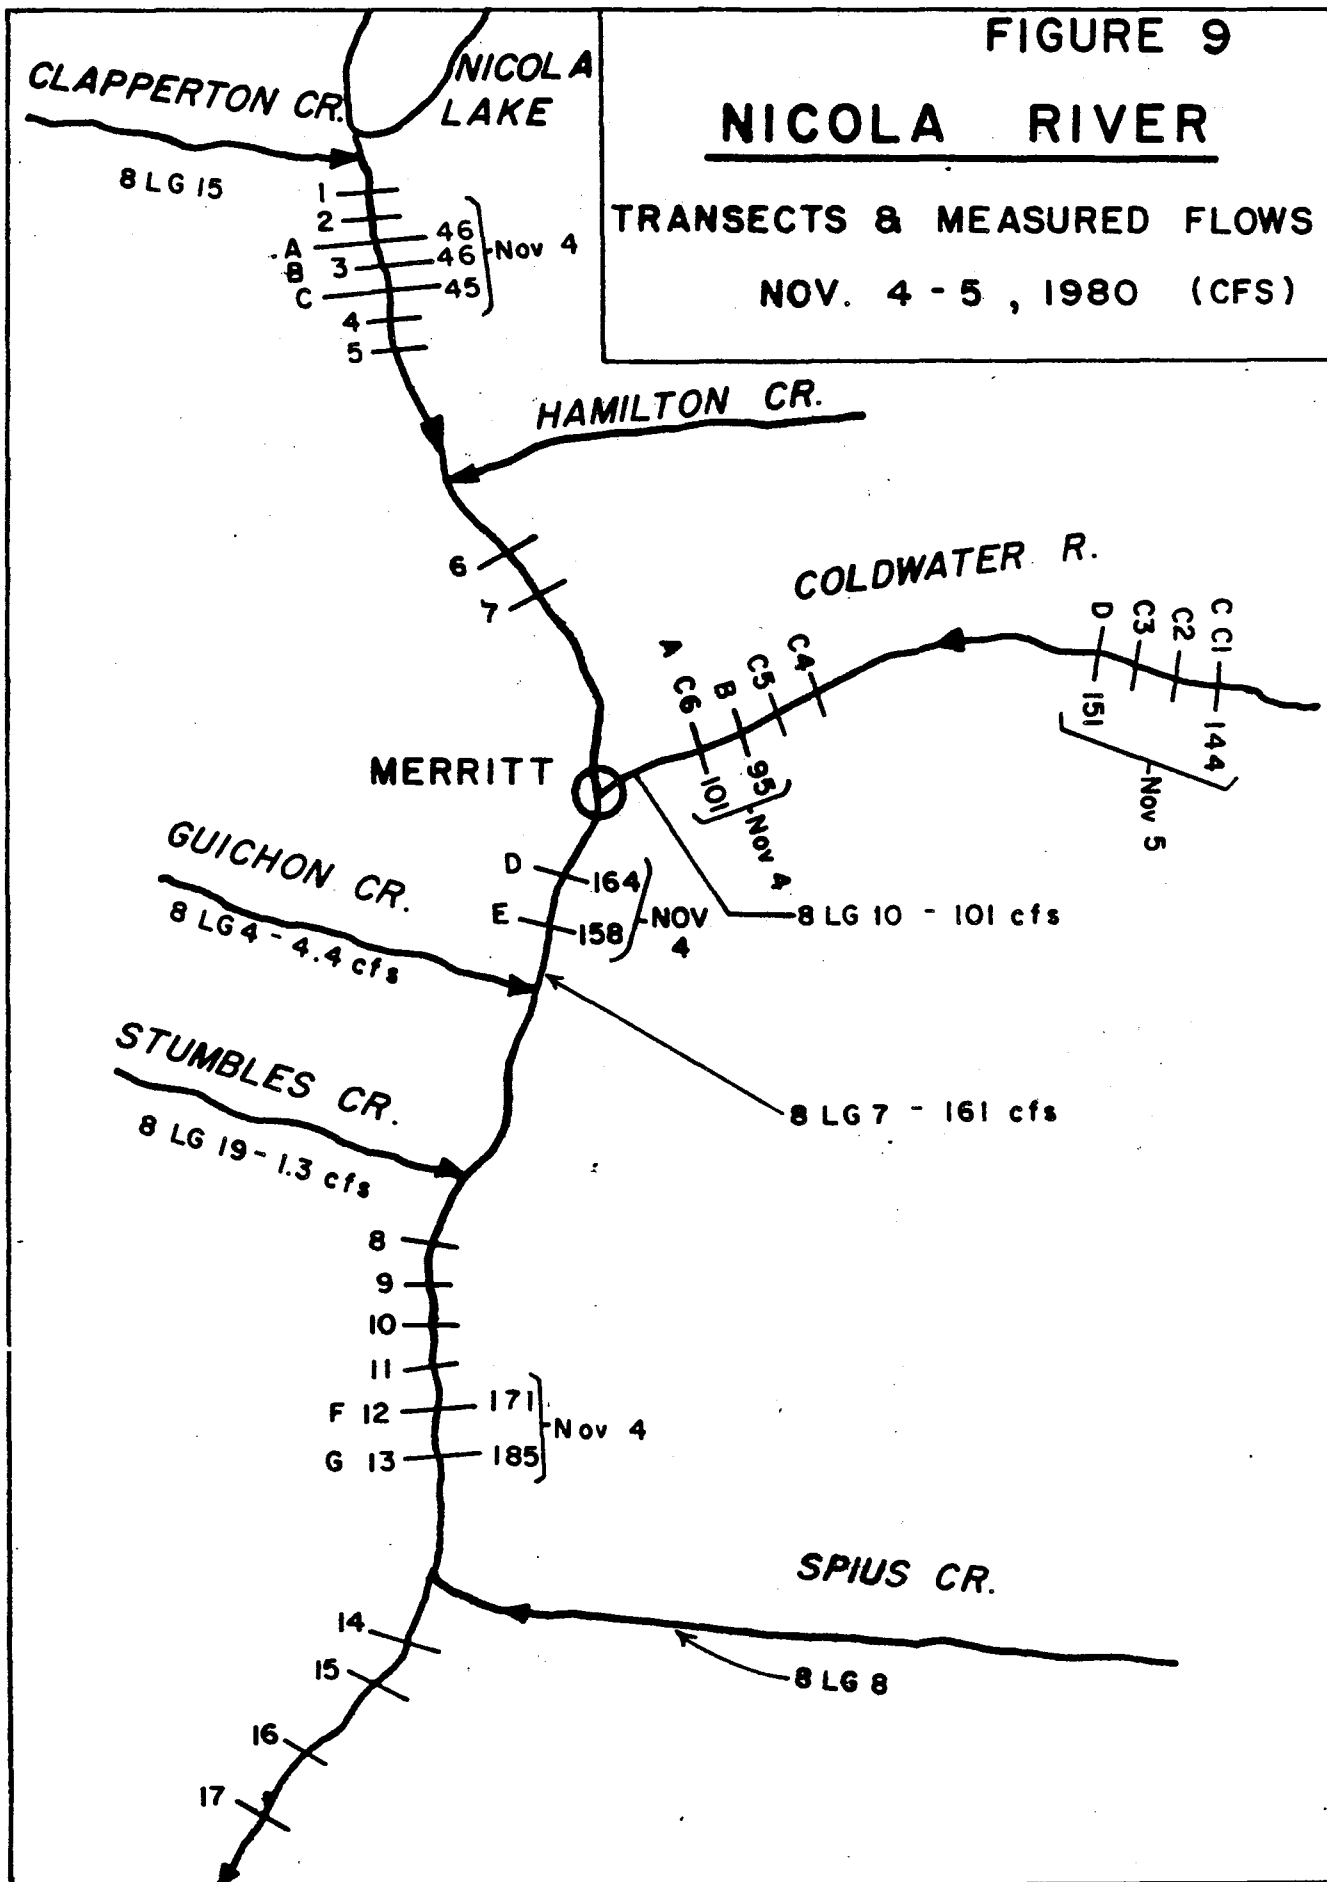 FIGURE 9
NICOLA RIVER
TRANSECTS & MEASURED FLOWS
NOV. 4 - 5, 1980 (CFS)
NICOLA
LAKE
CLAPPERTON CR.
8 LG 15
1
2
A 46
B 3 46
C 45
Nov 4
4
5
HAMILTON CR.
6
7
COLDWATER R.
C C1 144
C2
C3
D 151
Nov 5
C4
C5
B 95
A C6 101
Nov 4
8 LG 10 - 101 cfs
MERRITT
D 164
E 158
NOV
4
GUICHON CR.
8 LG 4 - 4.4 cfs
8 LG 7 - 161 cfs
STUMBLES CR.
8 LG 19 - 1.3 cfs
8
9
10
11
F 12 171
G 13 185
Nov 4
SPIUS CR.
8 LG 8
14
15
16
17